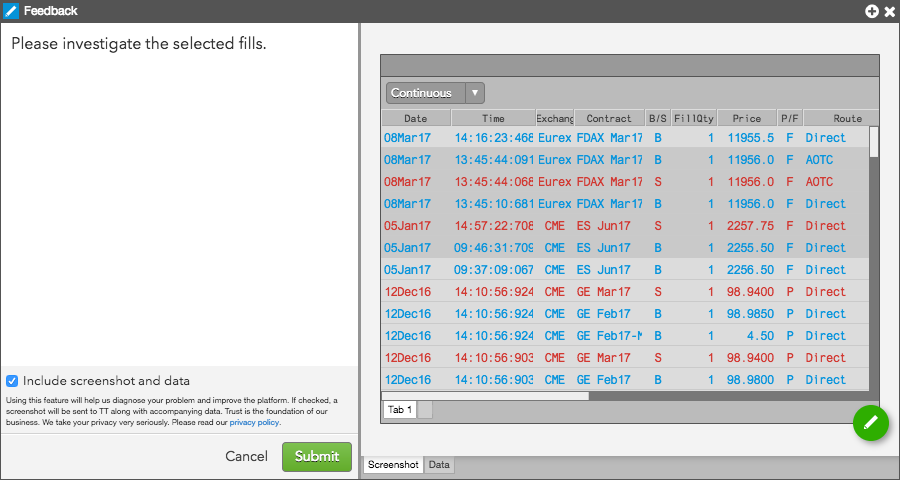 Feedback
Please investigate the selected fills.
Include screenshot and data
Using this feature will help us diagnose your problem and improve the platform. If checked, a
screenshot will be sent to TT along with accompanying data. Trust is the foundation of our
business. We take your privacy very seriously. Please read our privacy policy.
Cancel Submit
Continuous
Date Time Exchang Contract B/S FillQty Price P/F Route
08Mar17 14:16:23:468 Eurex FDAX Mar17 B 1 11955.5 F Direct
08Mar17 13:45:44:091 Eurex FDAX Mar17 B 1 11956.0 F AOTC
08Mar17 13:45:44:068 Eurex FDAX Mar17 S 1 11956.0 F AOTC
08Mar17 13:45:10:681 Eurex FDAX Mar17 B 1 11956.0 F Direct
05Jan17 14:57:22:708 CME ES Jun17 S 1 2257.75 F Direct
05Jan17 09:46:31:709 CME ES Jun17 B 1 2255.50 F Direct
05Jan17 09:37:09:067 CME ES Jun17 B 1 2256.50 F Direct
12Dec16 14:10:56:924 CME GE Mar17 S 1 98.9400 P Direct
12Dec16 14:10:56:924 CME GE Feb17 B 1 98.9850 P Direct
12Dec16 14:10:56:924 CME GE Feb17-M B 1 4.50 P Direct
12Dec16 14:10:56:903 CME GE Mar17 S 1 98.9400 P Direct
12Dec16 14:10:56:903 CME GE Feb17 B 1 98.9800 P Direct
Tab 1
Screenshot Data